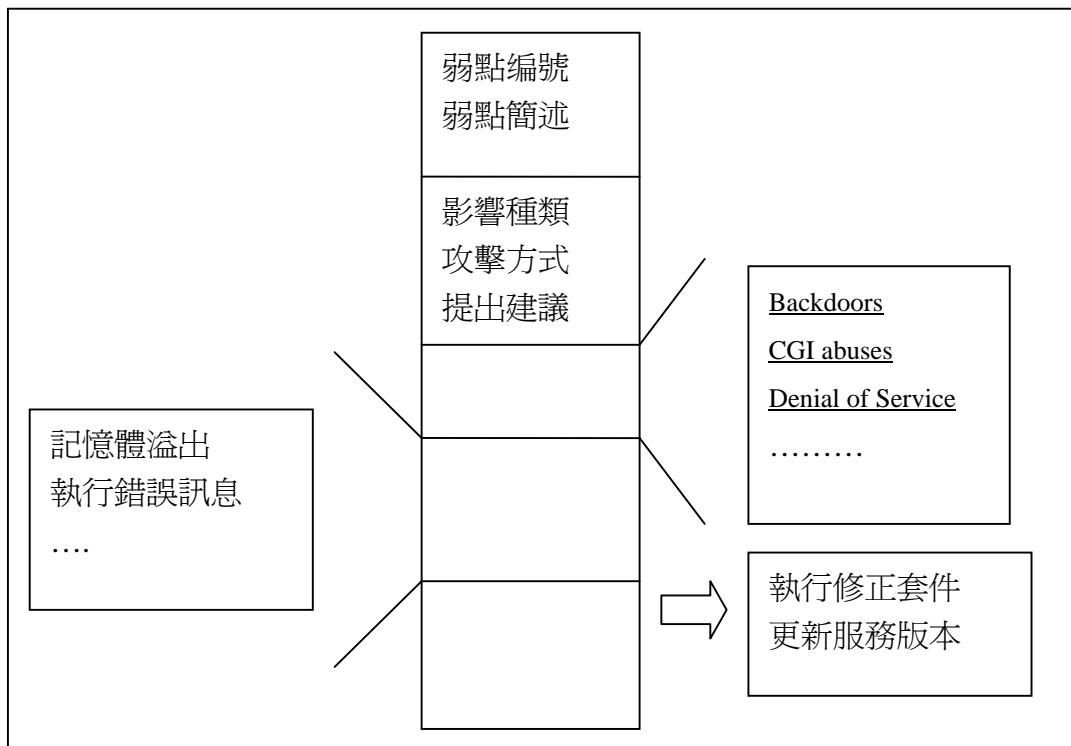 弱點编號
弱點簡述
影響種類
攻擊方式
提出建議
Backdoors
CGI abuses
Denial of Service
………
記憶體溢出
執行錯誤訊息
….
執行修正套件
更新服務版本